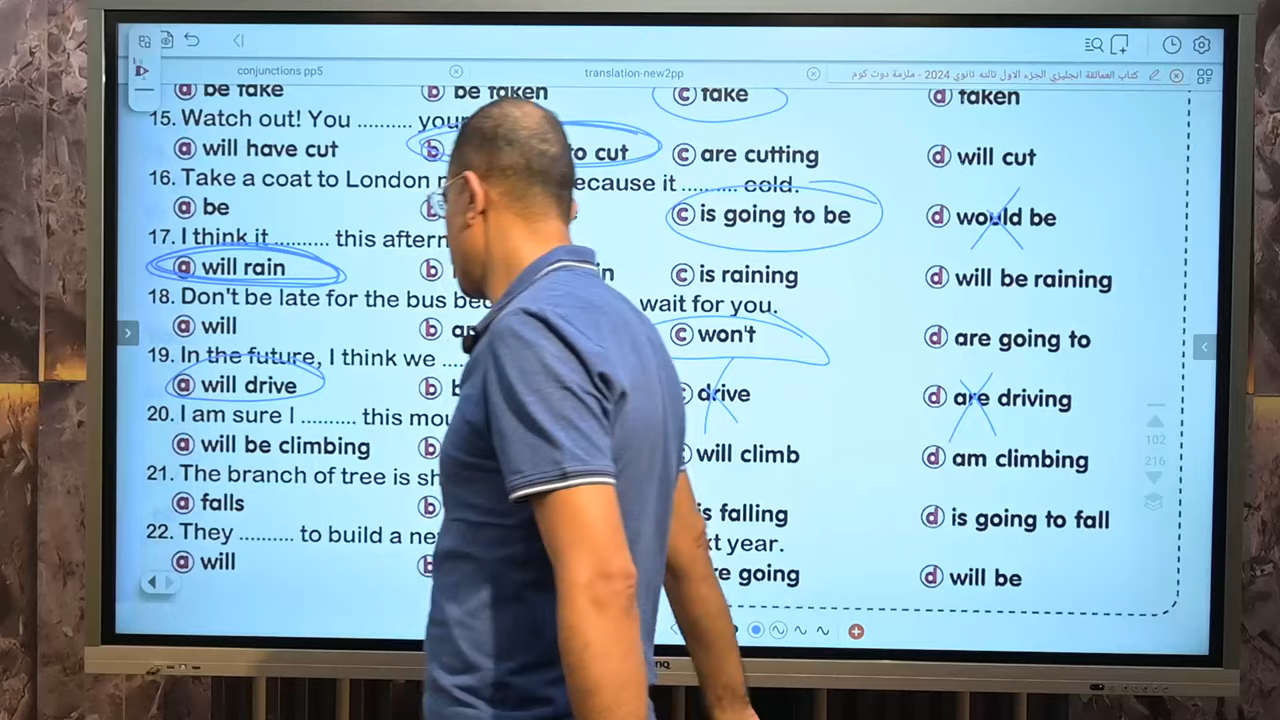 conjunctions pp5 translation-new2pp كتاب العمالقة انجليزي الجزء الاول ثالثه ثانوي 2024 - ملزمة دوت كوم
a be take b be taken c take d taken
15. Watch out! You .......... your
a will have cut b to cut c are cutting d will cut
16. Take a coat to London because it .......... cold.
a be c is going to be d would be
17. I think it .......... this
a will rain b c is raining d will be raining
18. Don't be late for the bus wait for you.
a will b c won't d are going to
19. In the future, I think we ....
a will drive b drive d are driving
20. I am sure I .......... this
a will be climbing b will climb d am climbing
102
21. The branch of tree is
216
a falls b is falling d is going to fall
22. They .......... to build a year.
a will b going d will be